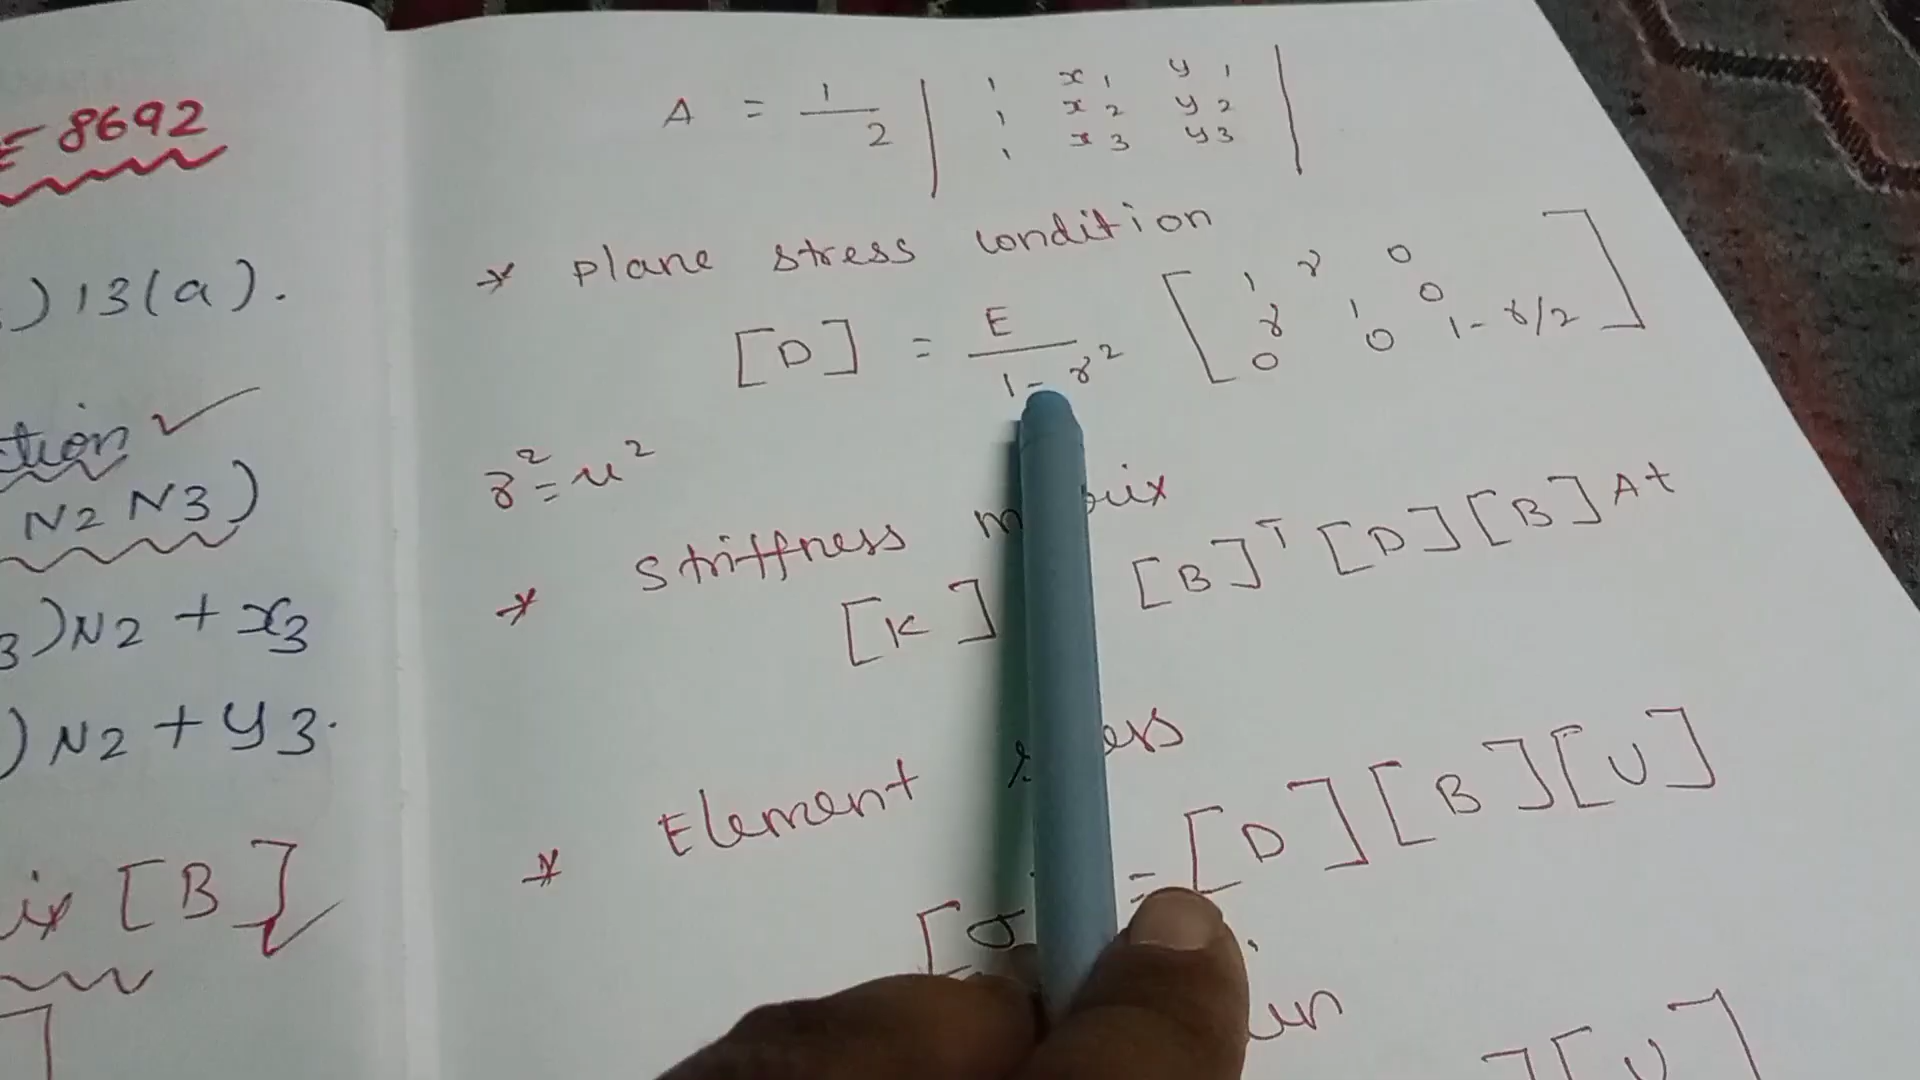 = 8692
) 13(a).
N2 N3)
3) N2 + x3
) N2 + y3.
[B]
A = 1/2 | 1 x1 y1
1 x2 y2
1 x3 y3 |
* Plane stress condition
[D] = E / 1 - γ² [ 1 γ 0
γ 1 0
0 0 1 - γ/2 ]
γ² = u²
* Stiffness
[K] [B]ᵀ [D] [B] At
* Element
[σ = [D] [B] [U]
] [U]